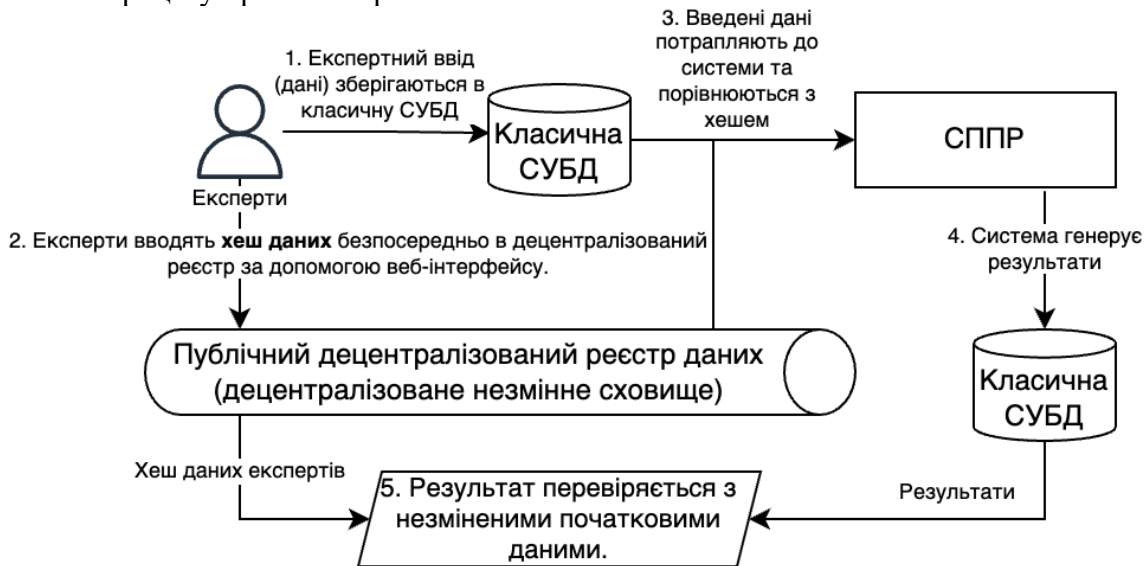 3. Введені дані
потрапляють до
системи та
порівнюються з
хешем
1. Експертний ввід
(дані) зберігаються в
класичну СУБД
Класична
СУБД
СППР
Експерти
2. Експерти вводять хеш даних безпосередньо в децентралізований
реєстр за допомогою веб-інтерфейсу.
4. Система генерує
результати
Публічний децентралізований реєстр даних
(децентралізоване незмінне сховище)
Класична
СУБД
Хеш даних експертів
Результати
5. Результат перевіряється з
незміненими початковими
даними.